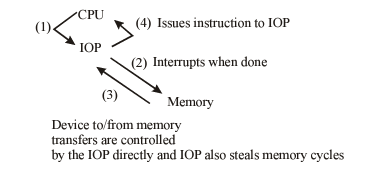 CPU
(1)
(4) Issues instruction to IOP
IOP
(2) Interrupts when done
(3)
Memory
Device to/from memory
transfers are controlled
by the IOP directly and IOP also steals memory cycles